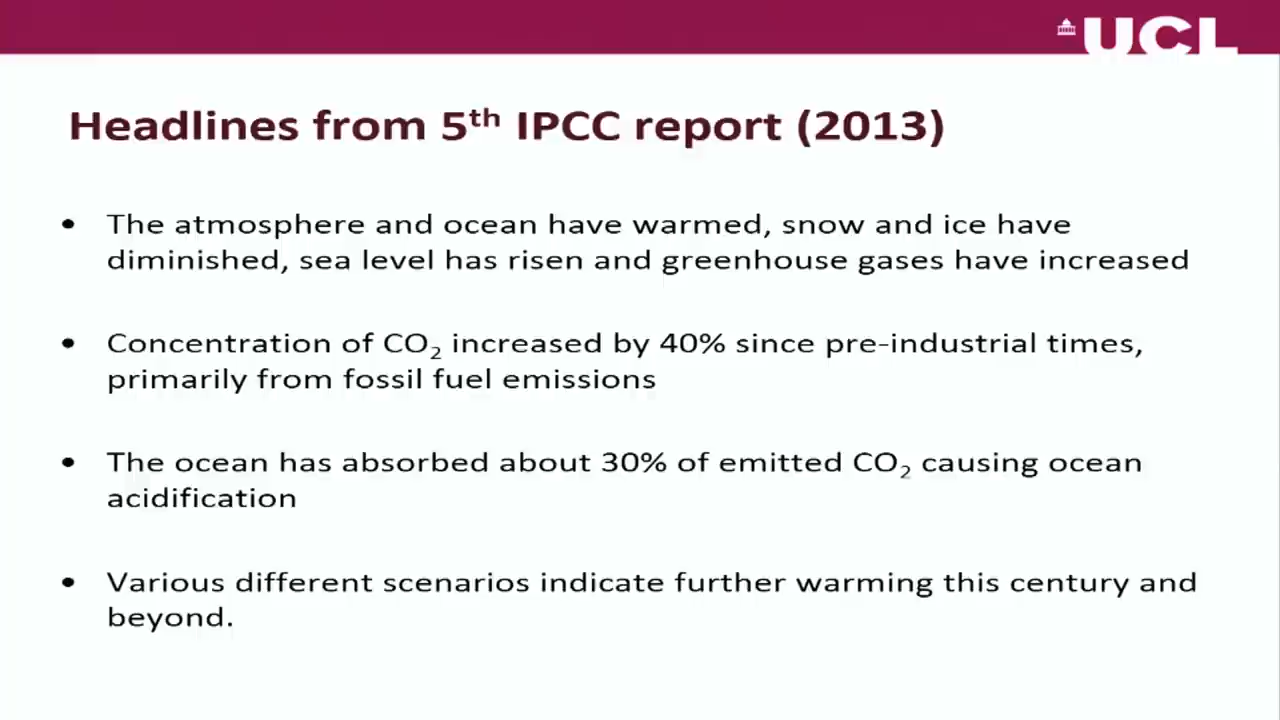 UCL
Headlines from 5th IPCC report (2013)
• The atmosphere and ocean have warmed, snow and ice have
diminished, sea level has risen and greenhouse gases have increased
• Concentration of CO₂ increased by 40% since pre-industrial times,
primarily from fossil fuel emissions
• The ocean has absorbed about 30% of emitted CO₂ causing ocean
acidification
• Various different scenarios indicate further warming this century and
beyond.